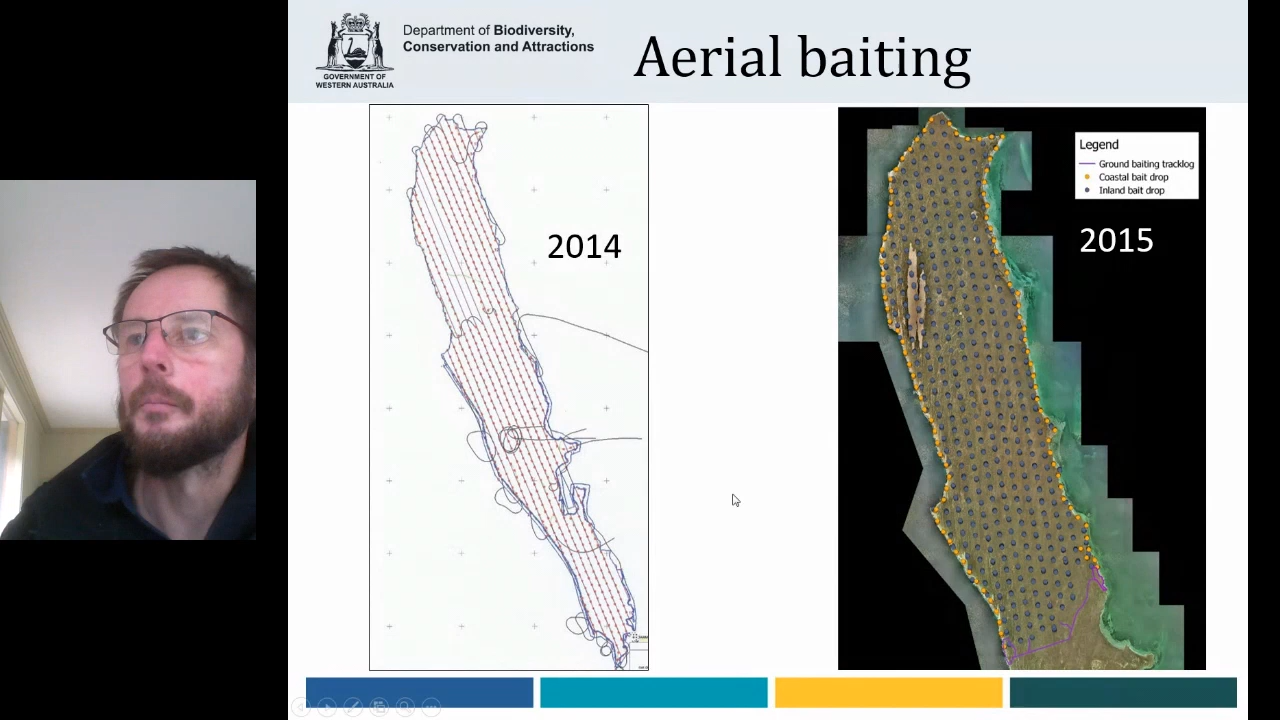 Department of Biodiversity,
Conservation and Attractions
GOVERNMENT OF
WESTERN AUSTRALIA
Aerial baiting
2014
Legend
Ground baiting tracklog
Coastal bait drop
Inland bait drop
2015